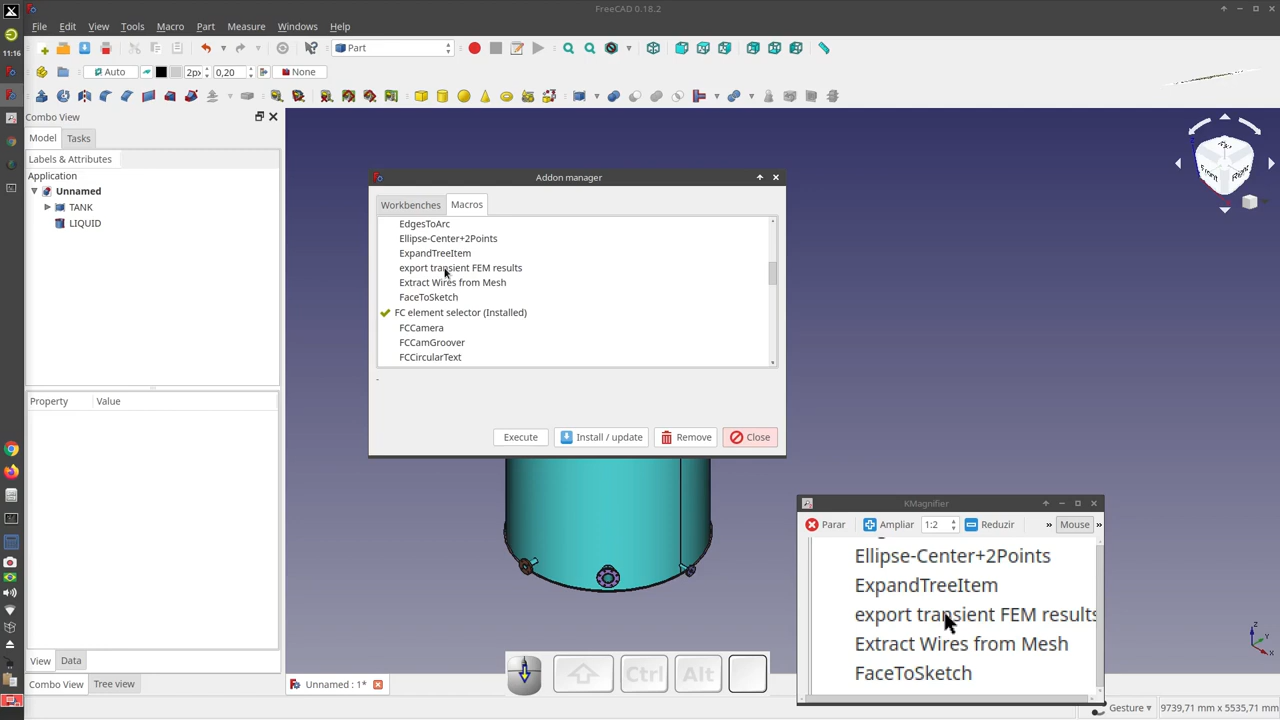 FreeCAD 0.18.2
11:16
File Edit View Tools Macro Part Measure Windows Help
Part
Auto 2p› 0,20 None
Combo View
Model Tasks
Labels & Attributes
Application
Unnamed
TANK
LIQUID
Property Value
View Data
Combo View Tree view
Addon manager
Workbenches Macros
EdgesToArc
Ellipse-Center+2Points
ExpandTreeItem
export transient FEM results
Extract Wires from Mesh
FaceToSketch
FC element selector (Installed)
FCCamera
FCCamGroover
FCCircularText
-
Execute Install / update Remove Close
Front Right
KMagnifier
Parar Ampliar 1:2 Reduzir » Mouse »
Ellipse-Center+2Points
ExpandTreeItem
export transient FEM results
Extract Wires from Mesh
FaceToSketch
Ctrl Alt
Unnamed : 1*
Z
Y
X
Gesture 9739,71 mm x 5535,71 mm